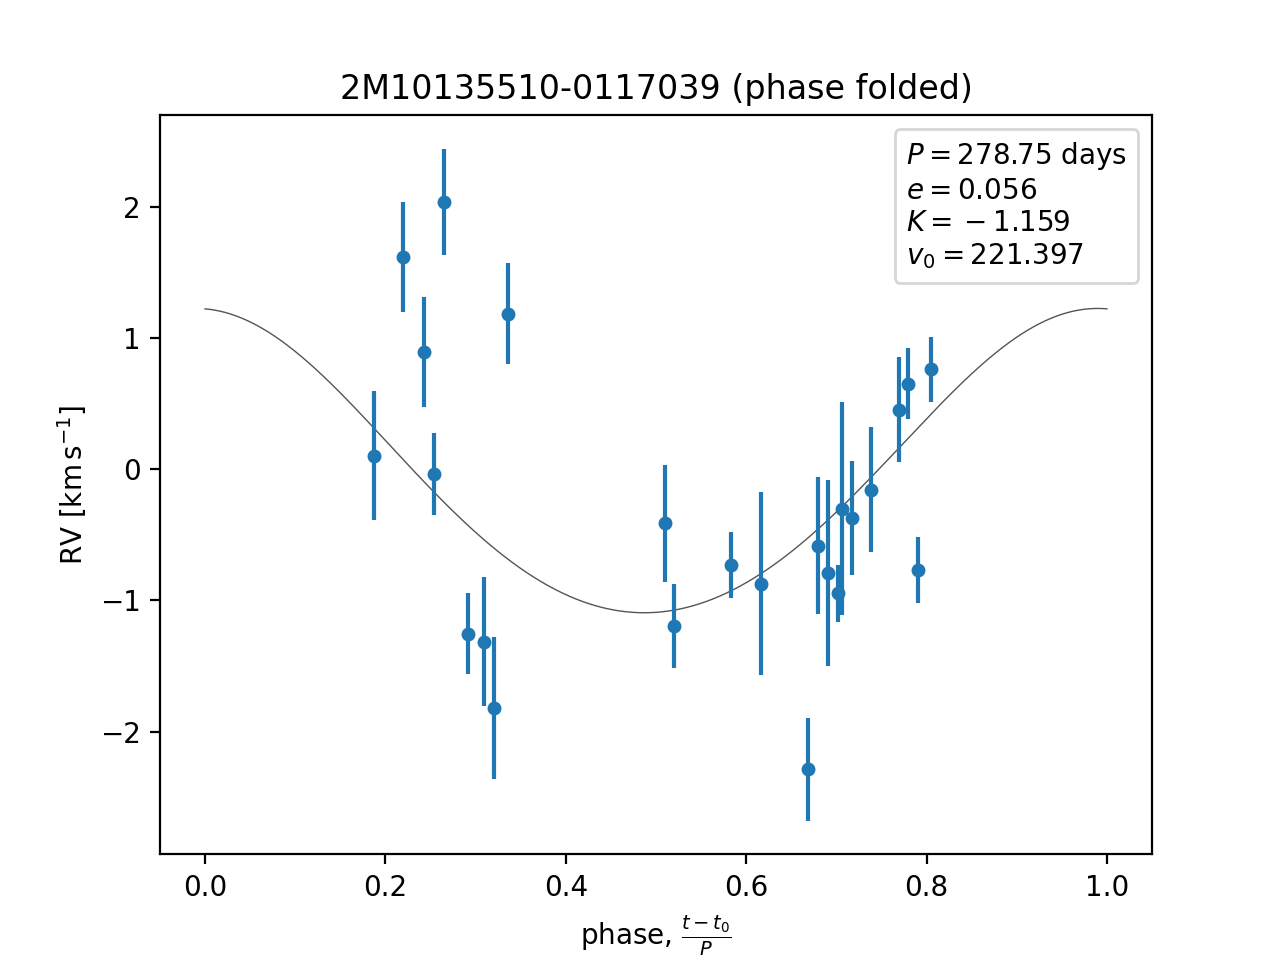 2M10135510-0117039 (phase folded)
P = 278.75 days
e = 0.056
K = −1.159
v₀ = 221.397
RV [km s⁻¹]
2
1
0
−1
−2
0.0 0.2 0.4 0.6 0.8 1.0
phase, (t − t₀)/P